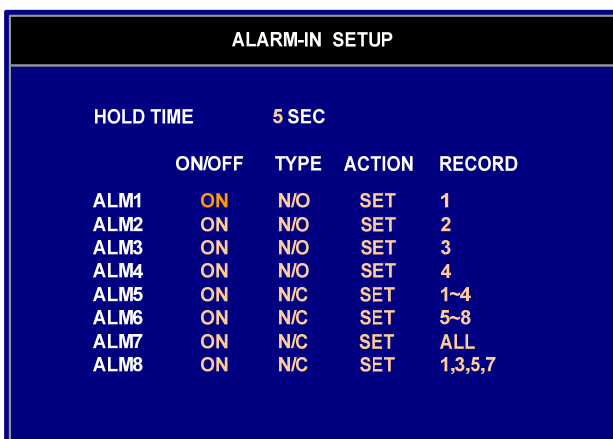 ALARM-IN SETUP
HOLD TIME 5 SEC
ON/OFF TYPE ACTION RECORD
ALM1 ON N/O SET 1
ALM2 ON N/O SET 2
ALM3 ON N/O SET 3
ALM4 ON N/O SET 4
ALM5 ON N/C SET 1~4
ALM6 ON N/C SET 5~8
ALM7 ON N/C SET ALL
ALM8 ON N/C SET 1,3,5,7